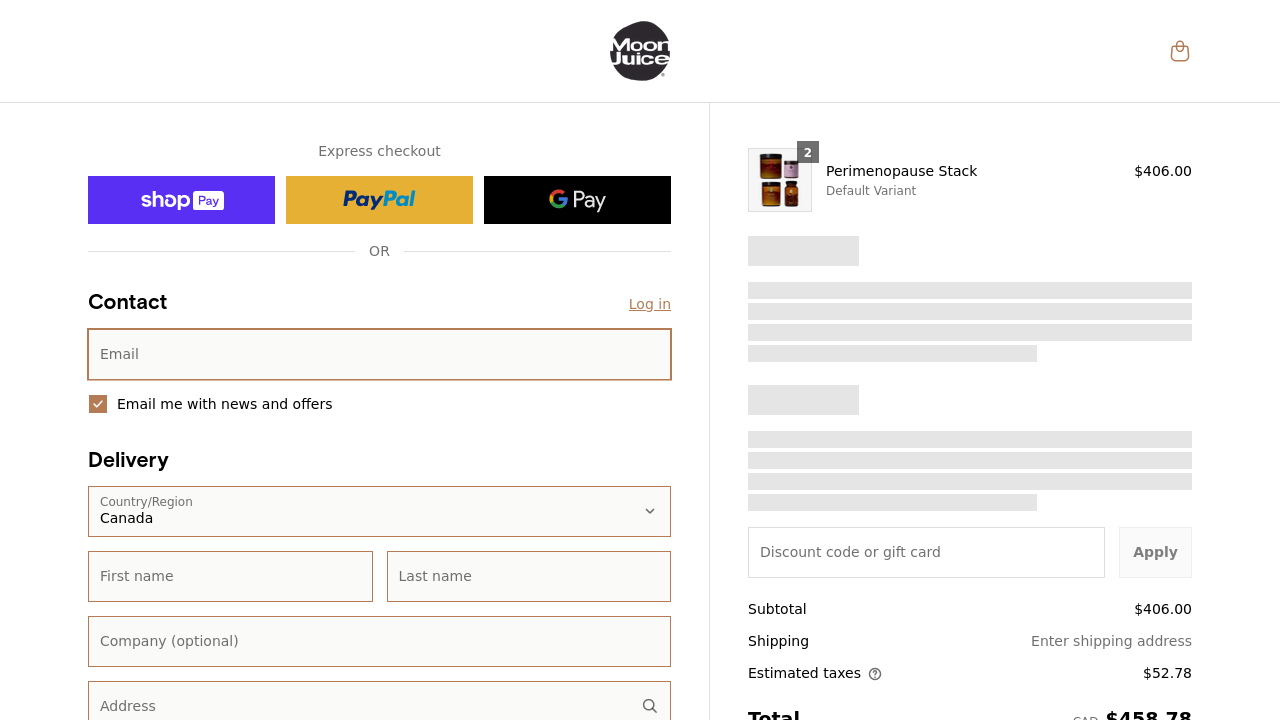 Moon
Juice
Express checkout
shop Pay
PayPal
G Pay
OR
Contact
Log in
Email
Email me with news and offers
Delivery
Country/Region
Canada
First name
Last name
Company (optional)
Address
2
Perimenopause Stack
$406.00
Default Variant
Discount code or gift card
Apply
Subtotal
$406.00
Shipping
Enter shipping address
Estimated taxes
$52.78
Total
CAD $458.78